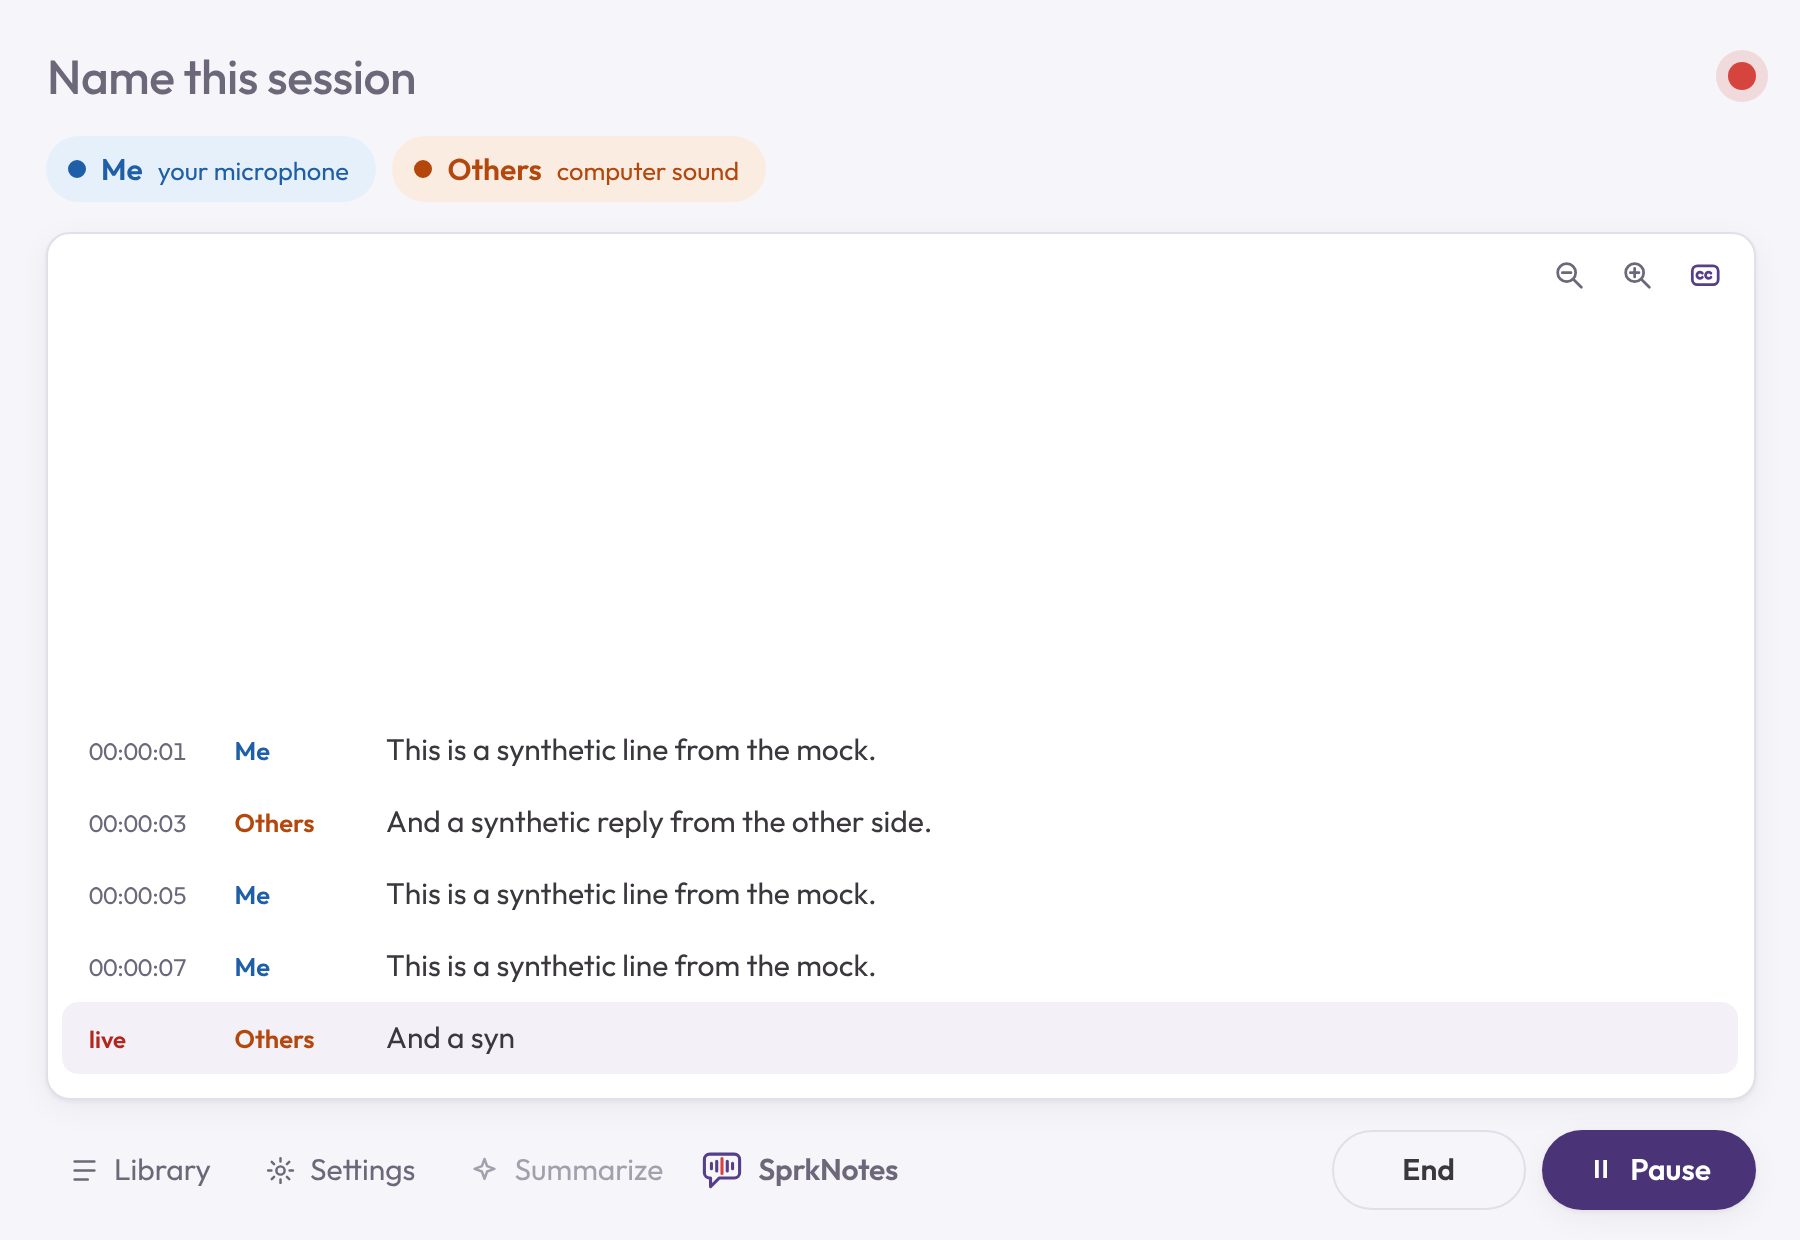 Name this session
Me your microphone
Others computer sound
CC
00:00:01 Me This is a synthetic line from the mock.
00:00:03 Others And a synthetic reply from the other side.
00:00:05 Me This is a synthetic line from the mock.
00:00:07 Me This is a synthetic line from the mock.
live Others And a syn
Library Settings Summarize SprkNotes End Pause